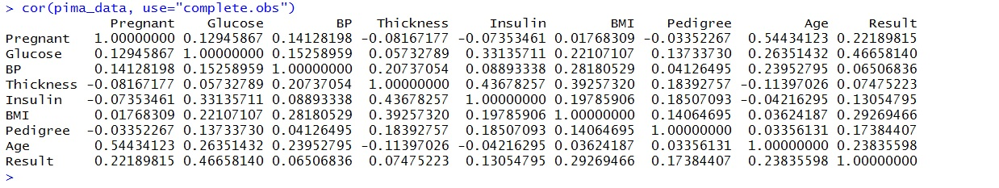 > cor(pima_data, use="complete.obs")
Pregnant Glucose BP Thickness Insulin BMI Pedigree Age Result
Pregnant 1.00000000 0.12945867 0.14128198 -0.08167177 -0.07353461 0.01768309 -0.03352267 0.54434123 0.22189815
Glucose 0.12945867 1.00000000 0.15258959 0.05732789 0.33135711 0.22107107 0.13733730 0.26351432 0.46658140
BP 0.14128198 0.15258959 1.00000000 0.20737054 0.08893338 0.28180529 0.04126495 0.23952795 0.06506836
Thickness -0.08167177 0.05732789 0.20737054 1.00000000 0.43678257 0.39257320 0.18392757 -0.11397026 0.07475223
Insulin -0.07353461 0.33135711 0.08893338 0.43678257 1.00000000 0.19785906 0.18507093 -0.04216295 0.13054795
BMI 0.01768309 0.22107107 0.28180529 0.39257320 0.19785906 1.00000000 0.14064695 0.03624187 0.29269466
Pedigree -0.03352267 0.13733730 0.04126495 0.18392757 0.18507093 0.14064695 1.00000000 0.03356131 0.17384407
Age 0.54434123 0.26351432 0.23952795 -0.11397026 -0.04216295 0.03624187 0.03356131 1.00000000 0.23835598
Result 0.22189815 0.46658140 0.06506836 0.07475223 0.13054795 0.29269466 0.17384407 0.23835598 1.00000000
>